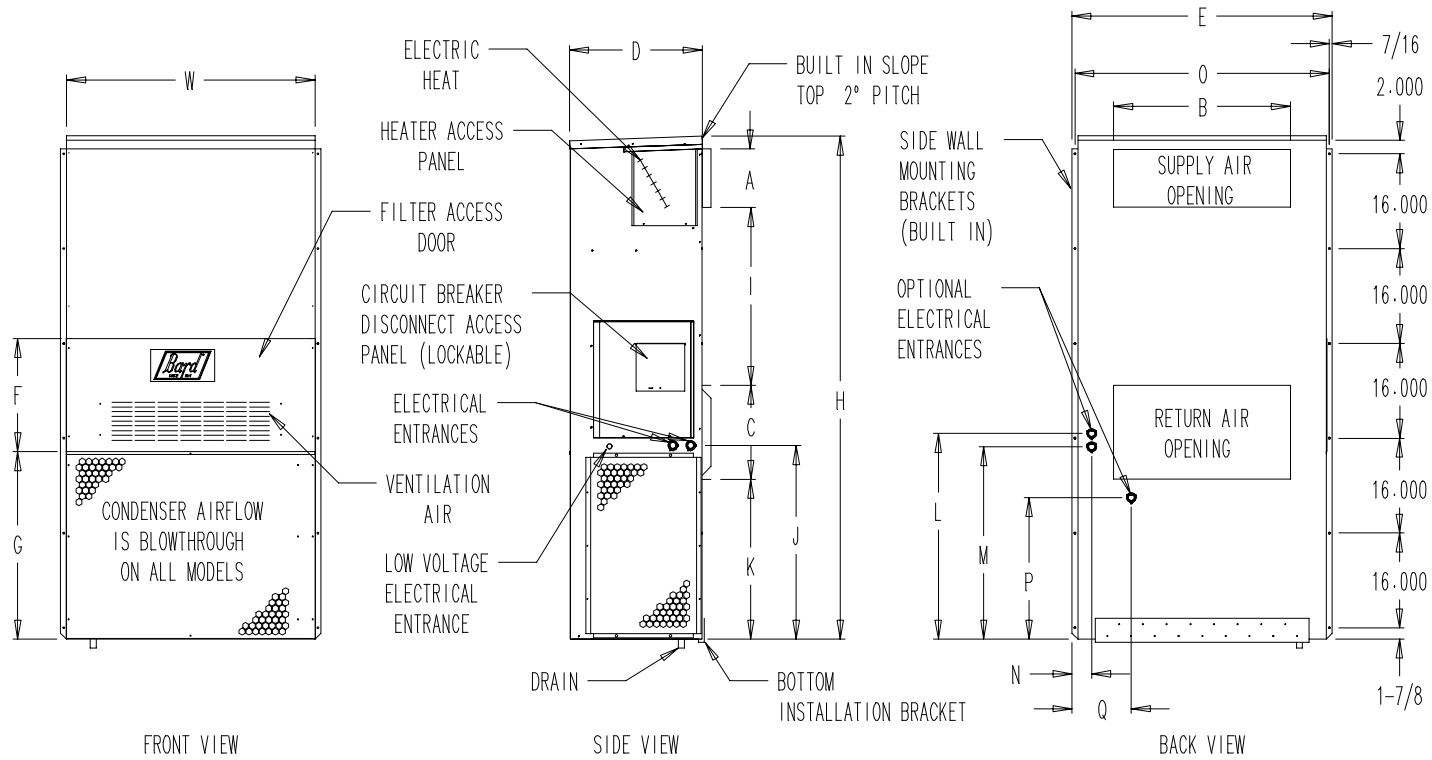 W
FILTER ACCESS
DOOR
F
Bard
G
VENTILATION
AIR
CONDENSER AIRFLOW
IS BLOWTHROUGH
ON ALL MODELS
FRONT VIEW
ELECTRIC
HEAT
D
BUILT IN SLOPE
TOP 2° PITCH
HEATER ACCESS
PANEL
A
I
CIRCUIT BREAKER
DISCONNECT ACCESS
PANEL (LOCKABLE)
H
ELECTRICAL
ENTRANCES
C
J
K
LOW VOLTAGE
ELECTRICAL
ENTRANCE
DRAIN
BOTTOM
INSTALLATION BRACKET
SIDE VIEW
E
7/16
O
2.000
B
SIDE WALL
MOUNTING
BRACKETS
(BUILT IN)
SUPPLY AIR
OPENING
16.000
OPTIONAL
ELECTRICAL
ENTRANCES
16.000
16.000
RETURN AIR
OPENING
16.000
L
M
P
16.000
N
Q
1-7/8
BACK VIEW